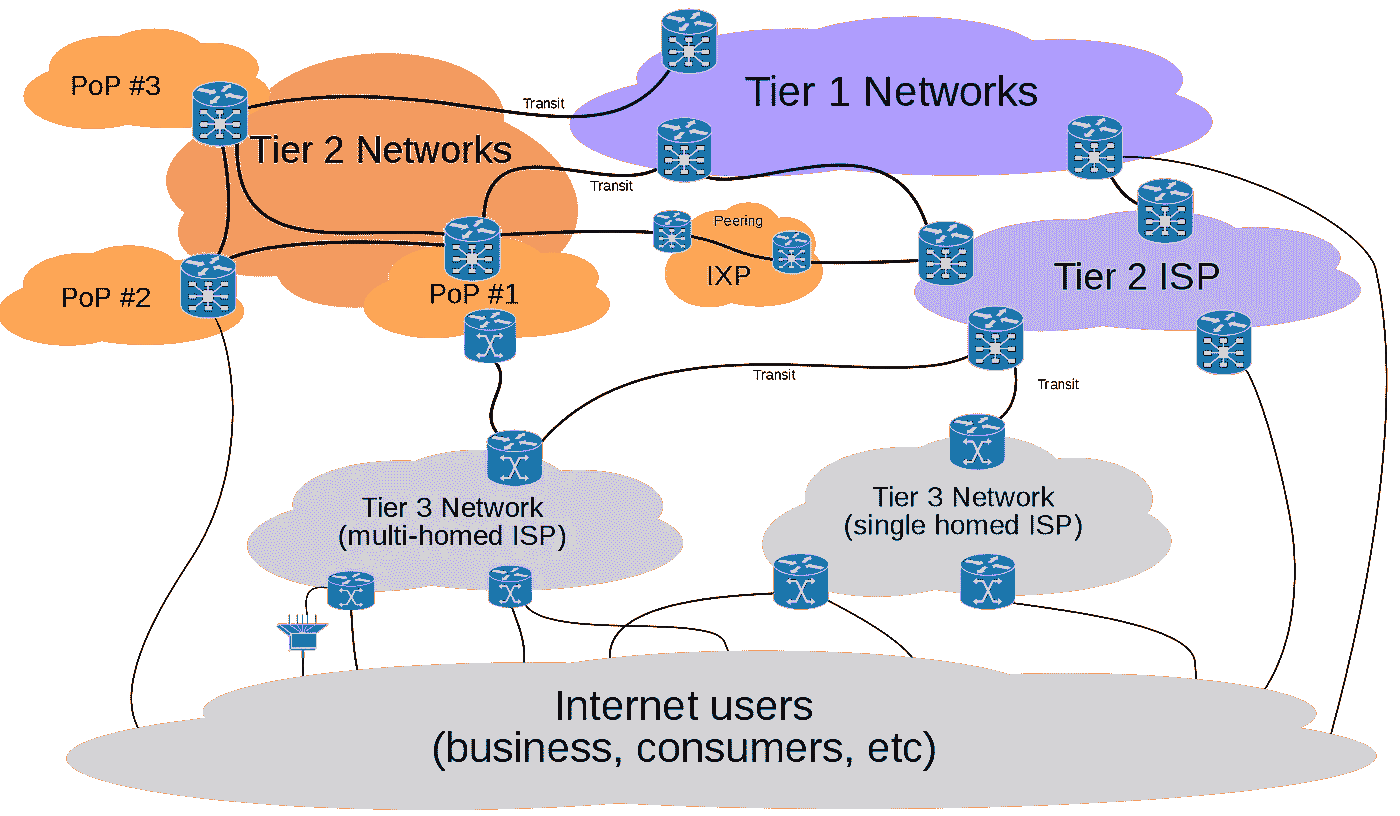 PoP #3
Tier 1 Networks
Transit
Tier 2 Networks
Transit
Peering
IXP
Tier 2 ISP
PoP #2
PoP #1
Transit
Transit
Tier 3 Network
(multi-homed ISP)
Tier 3 Network
(single homed ISP)
Internet users
(business, consumers, etc)